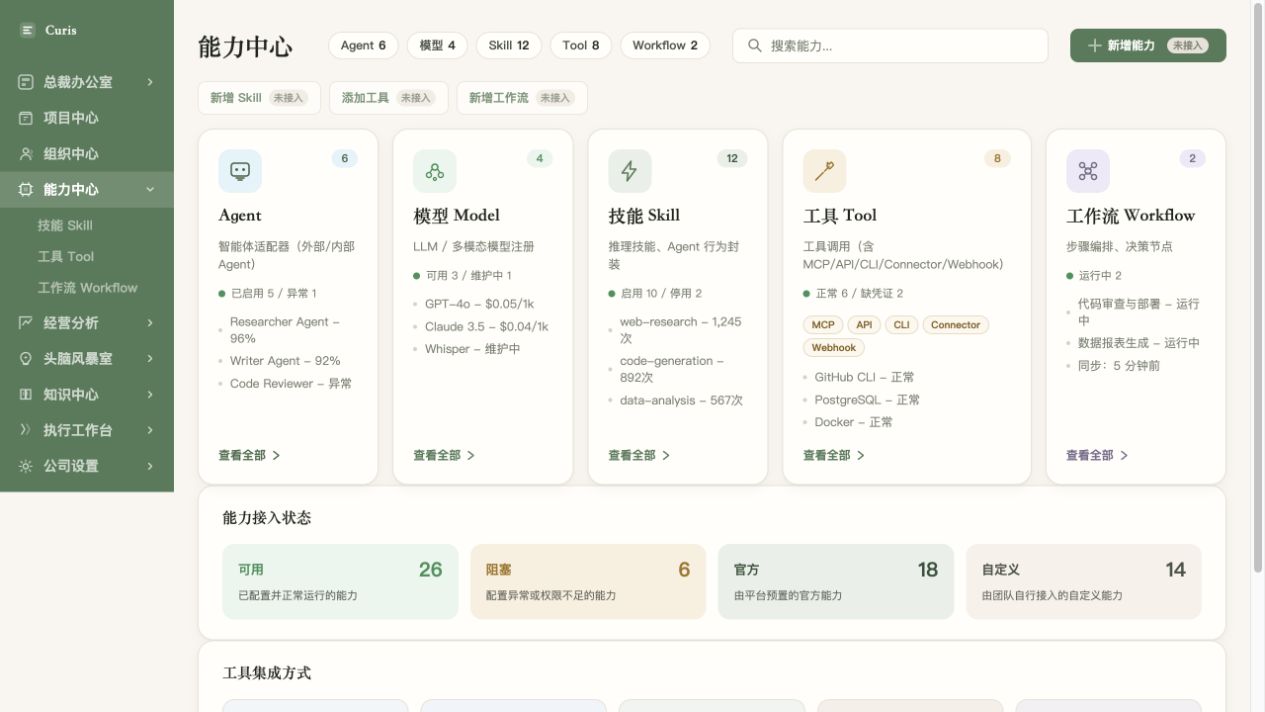 Curis
总裁办公室
项目中心
组织中心
能力中心
技能 Skill
工具 Tool
工作流 Workflow
经营分析
头脑风暴室
知识中心
执行工作台
公司设置
能力中心
Agent 6
模型 4
Skill 12
Tool 8
Workflow 2
搜索能力...
新增能力 未接入
新增 Skill 未接入
添加工具 未接入
新增工作流 未接入
6
Agent
智能体适配器（外部/内部
Agent)
已启用 5 / 异常 1
Researcher Agent –
96%
Writer Agent – 92%
Code Reviewer – 异常
查看全部
4
模型 Model
LLM / 多模态模型注册
可用 3 / 维护中 1
GPT-4o – $0.05/1k
Claude 3.5 – $0.04/1k
Whisper – 维护中
查看全部
12
技能 Skill
推理技能、Agent 行为封
装
启用 10 / 停用 2
web-research – 1,245
次
code-generation –
892次
data-analysis – 567次
查看全部
8
工具 Tool
工具调用（含
MCP/API/CLI/Connector/Webhook）
正常 6 / 缺凭证 2
MCP API CLI Connector
Webhook
GitHub CLI – 正常
PostgreSQL – 正常
Docker – 正常
查看全部
2
工作流 Workflow
步骤编排、决策节点
运行中 2
代码审查与部署 – 运行
中
数据报表生成 – 运行中
同步：5 分钟前
查看全部
能力接入状态
可用 26
已配置并正常运行的能力
阻塞 6
配置异常或权限不足的能力
官方 18
由平台预置的官方能力
自定义 14
由团队自行接入的自定义能力
工具集成方式